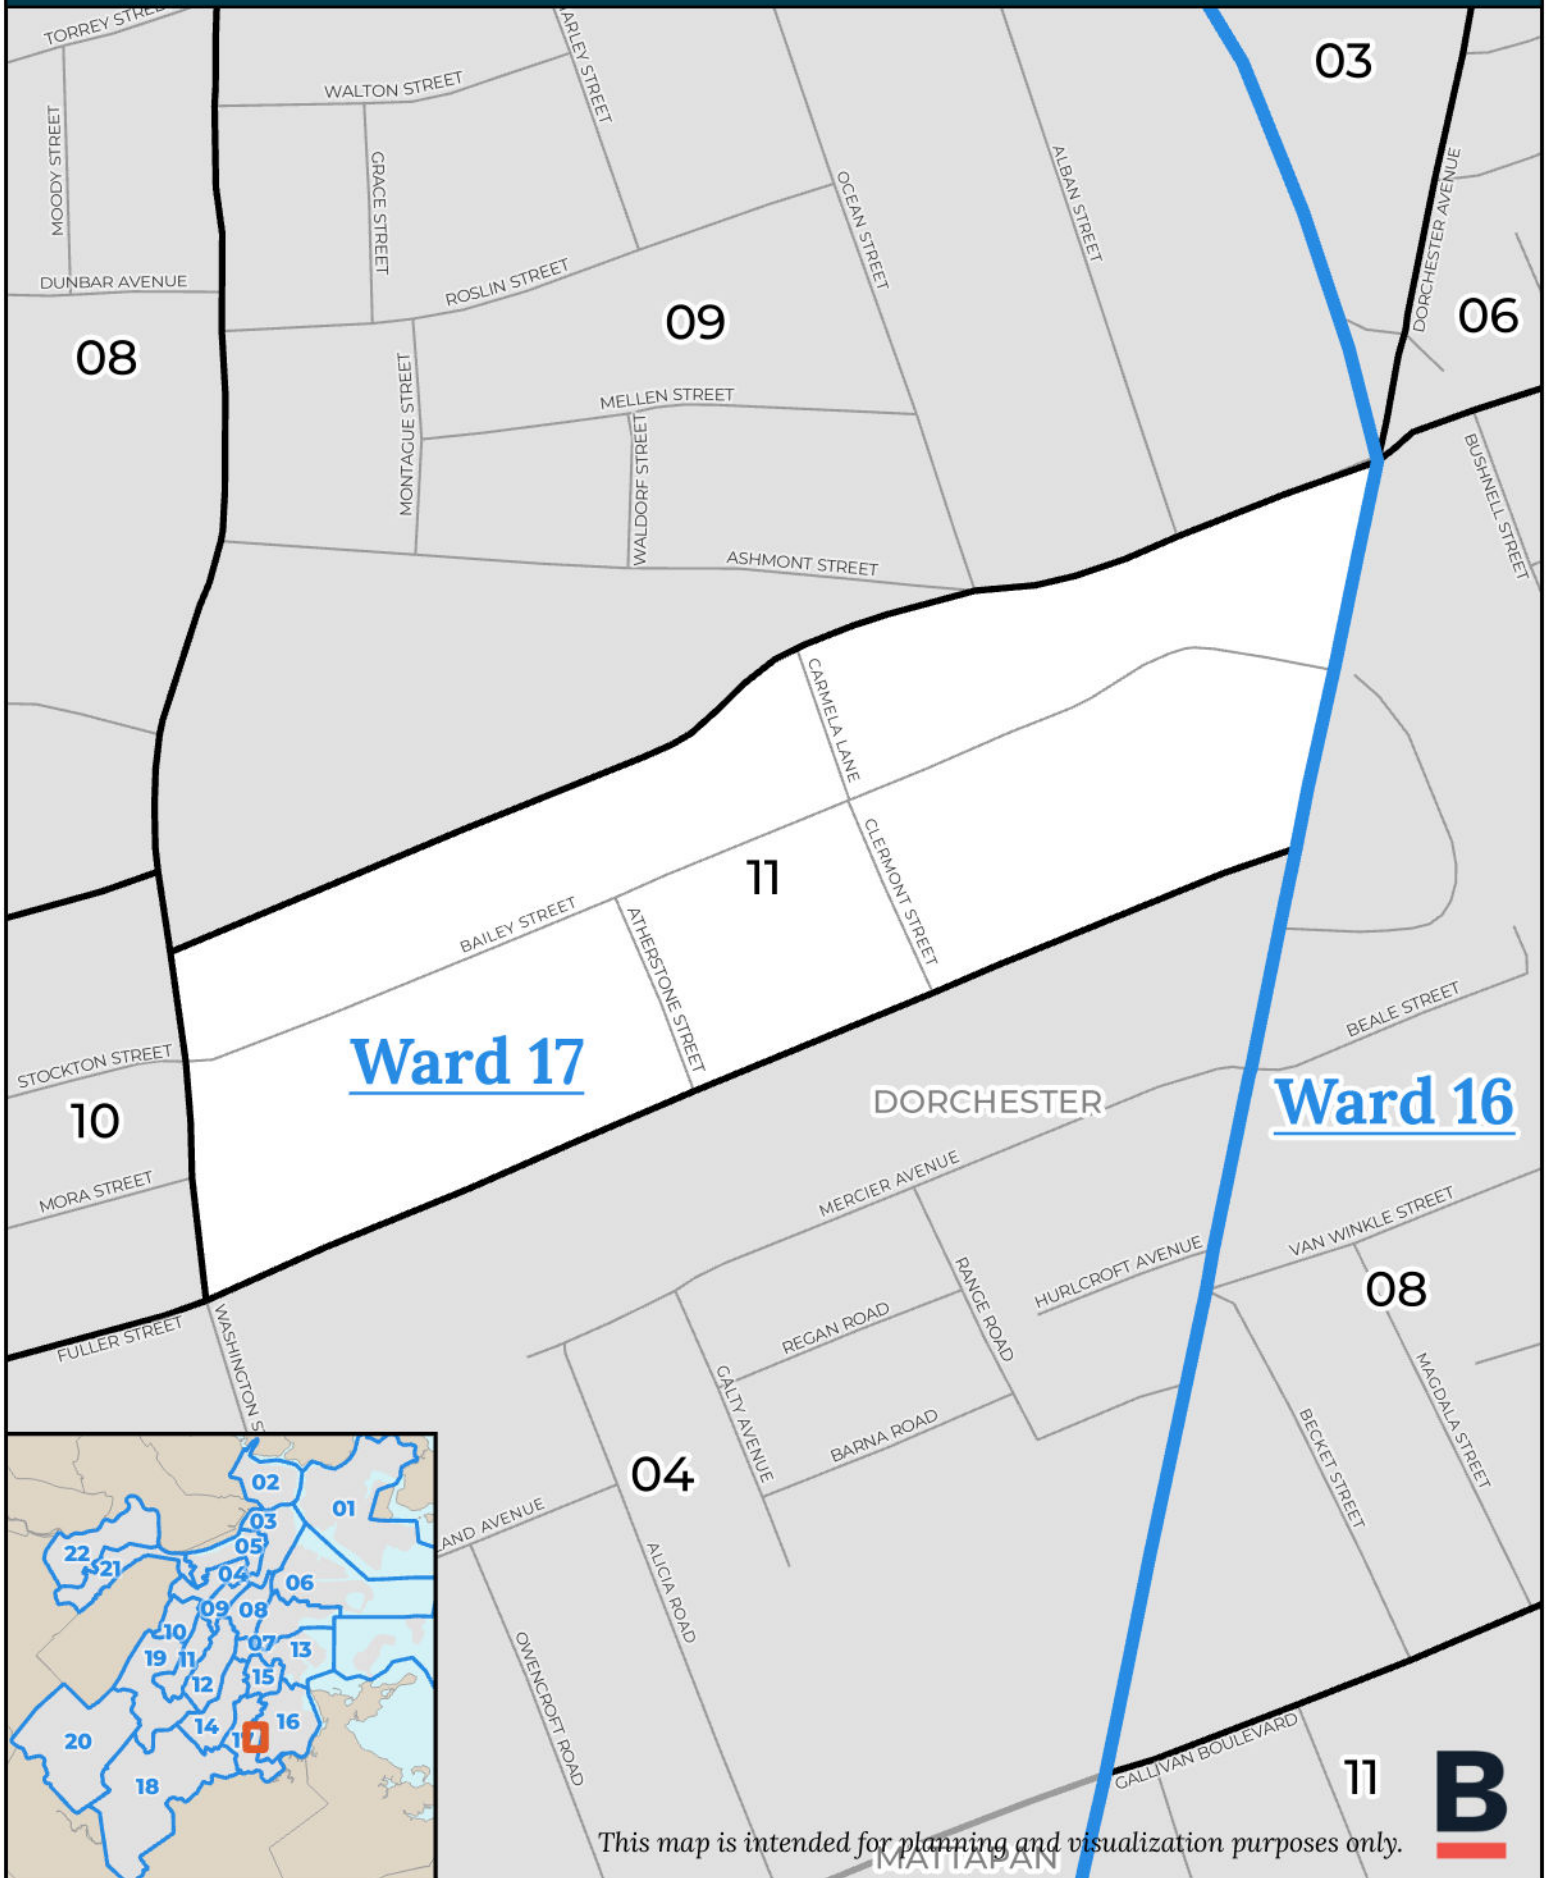 TORREY STREE
03
WALTON STREET
ARLEY STREET
MOODY STREET
GRACE STREET
OCEAN STREET
ALBAN STREET
DORCHESTER AVENUE
DUNBAR AVENUE
ROSLIN STREET
09
06
08
MONTAGUE STREET
MELLEN STREET
WALDORF STREET
BUSHNELL STREET
ASHMONT STREET
CARMELA LANE
11
CLERMONT STREET
BAILEY STREET
ATHERSTONE STREET
STOCKTON STREET
Ward 17
BEALE STREET
10
DORCHESTER
Ward 16
MORA STREET
MERCIER AVENUE
VAN WINKLE STREET
HURLCROFT AVENUE
RANGE ROAD
08
FULLER STREET
WASHINGTON S
REGAN ROAD
GALTY AVENUE
MAGDALA STREET
BARNA ROAD
BECKET STREET
04
LAND AVENUE
ALICIA ROAD
OWENCROFT ROAD
GALLIVAN BOULEVARD
11
B
This map is intended for planning and visualization purposes only.
MATTAPAN
02
01
03
05
22
21
04
06
09
08
10
07
13
19
11
12
15
14
16
17
20
18